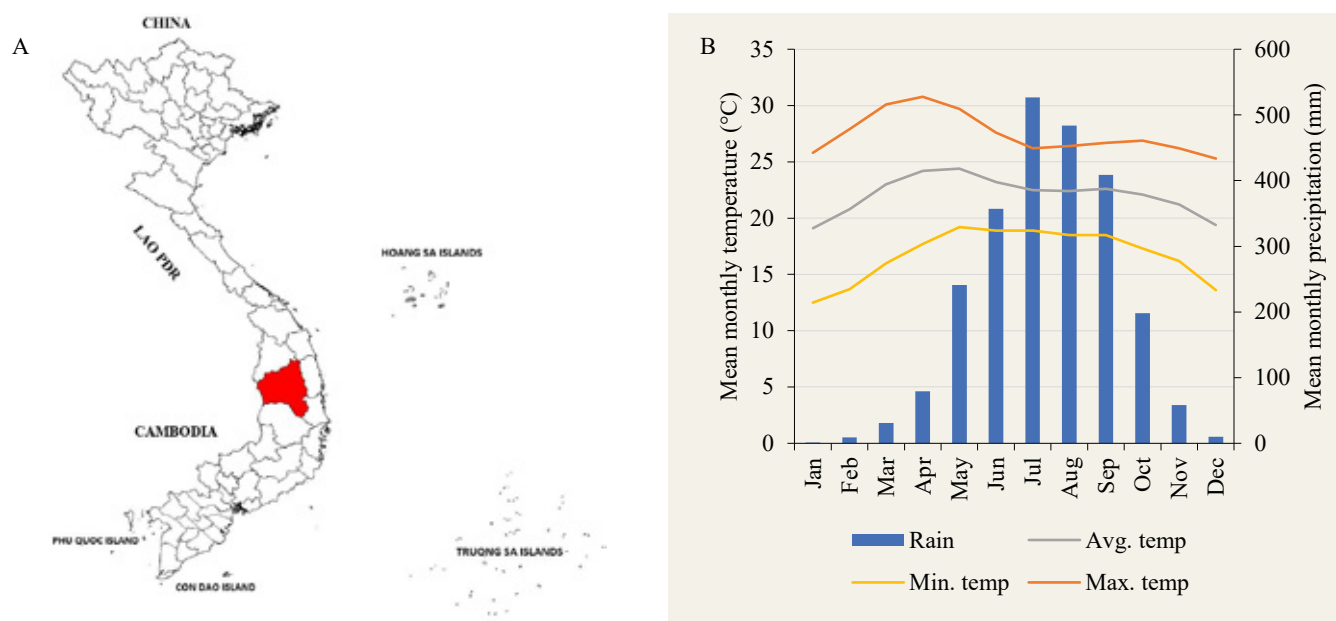 A
CHINA
LAO PDR
HOANG SA ISLANDS
CAMBODIA
PHU QUOC ISLAND
TRUONG SA ISLANDS
CON DAO ISLAND
B
Mean monthly temperature (°C)
35
30
25
20
15
10
5
0
600
500
400
300
200
100
0
Mean monthly precipitation (mm)
Jan
Feb
Mar
Apr
May
Jun
Jul
Aug
Sep
Oct
Nov
Dec
Rain
Avg. temp
Min. temp
Max. temp